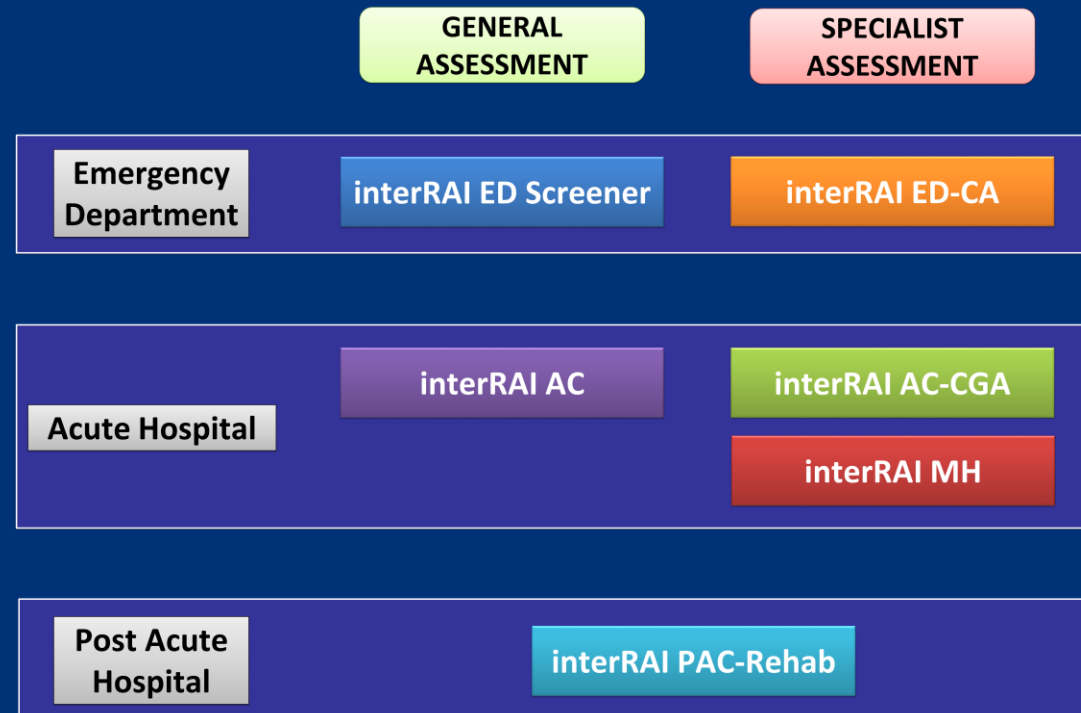 GENERAL
ASSESSMENT
SPECIALIST
ASSESSMENT
Emergency
Department
interRAI ED Screener
interRAI ED-CA
Acute Hospital
interRAI AC
interRAI AC-CGA
interRAI MH
Post Acute
Hospital
interRAI PAC-Rehab